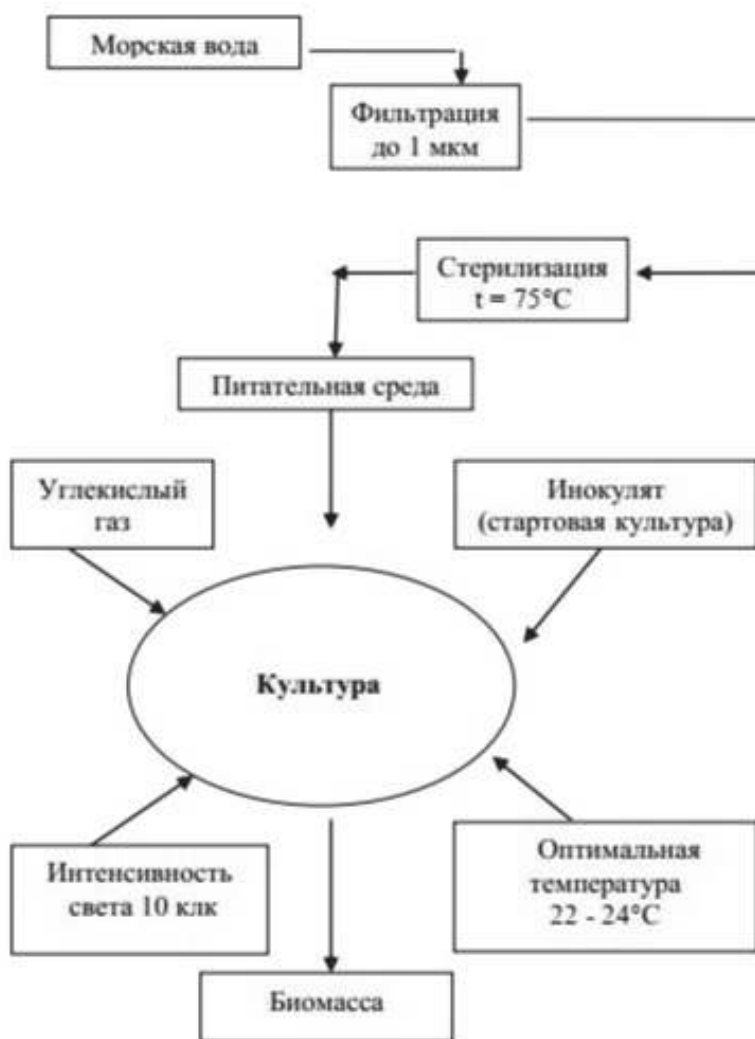 Морская вода
Фильтрация
до 1 мкм
Стерилизация
t = 75°C
Питательная среда
Углекислый
газ
Инокулят
(стартовая культура)
Культура
Интенсивность
света 10 клк
Оптимальная
температура
22 - 24°C
Биомасса